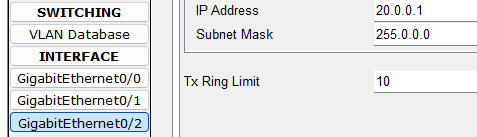 SWITCHING
VLAN Database
INTERFACE
GigabitEthernet0/0
GigabitEthernet0/1
GigabitEthernet0/2
IP Address 20.0.0.1
Subnet Mask 255.0.0.0
Tx Ring Limit 10